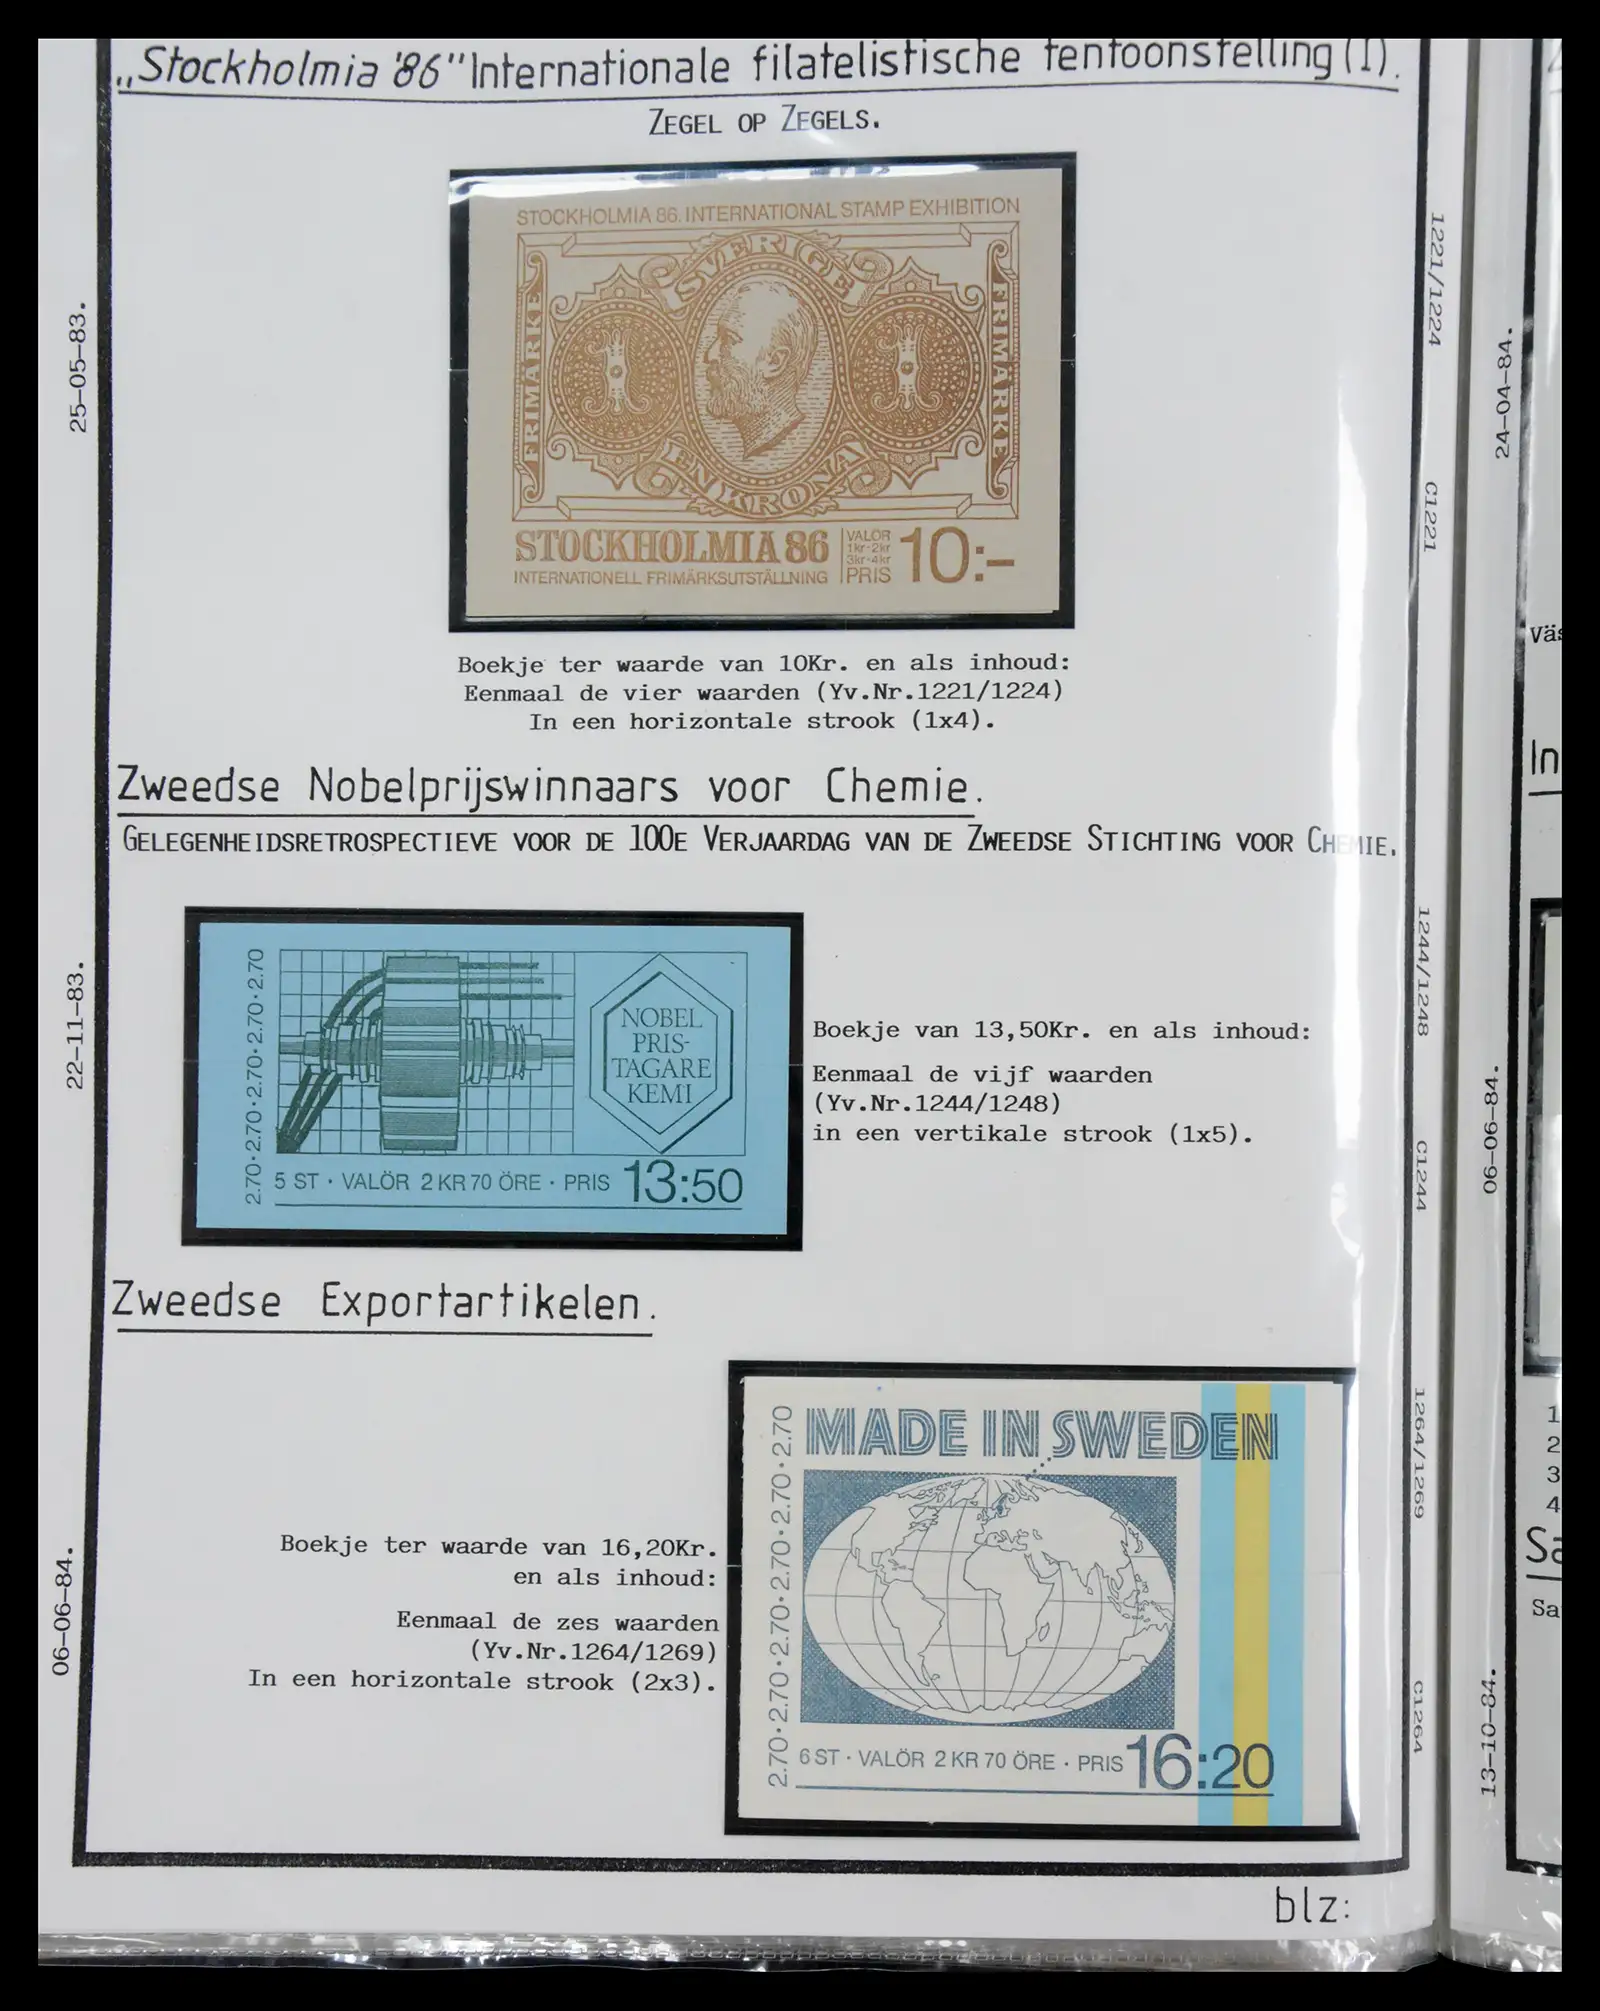 „Stockholmia '86" Internationale filatelistische tentoonstelling (I).
ZEGEL OP ZEGELS.
25-05-83.
STOCKHOLMIA 86. INTERNATIONAL STAMP EXHIBITION
SVERIGE
FRIMÄRKE
1
1
FRIMÄRKE
EN KRONA
STOCKHOLMIA 86
INTERNATIONELL FRIMÄRKSUTSTÄLLNING
VALÖR
1kr-2kr
3kr-4kr
PRIS
10:-
1221/1224
C1221
Boekje ter waarde van 10Kr. en als inhoud:
Eenmaal de vier waarden (Yv.Nr.1221/1224)
In een horizontale strook (1x4).
Zweedse Nobelprijswinnaars voor Chemie.
GELEGENHEIDSRETROSPECTIEVE VOOR DE 100E VERJAARDAG VAN DE ZWEEDSE STICHTING VOOR CHEMIE.
22-11-83.
2.70·2.70·2.70·2.70·2.70
NOBEL
PRIS-
TAGARE
KEMI
5 ST · VALÖR 2 KR 70 ÖRE · PRIS 13:50
Boekje van 13,50Kr. en als inhoud:
Eenmaal de vijf waarden
(Yv.Nr.1244/1248)
in een vertikale strook (1x5).
1244/1248
C1244
Zweedse Exportartikelen.
06-06-84.
Boekje ter waarde van 16,20Kr.
en als inhoud:
Eenmaal de zes waarden
(Yv.Nr.1264/1269)
In een horizontale strook (2x3).
2.70·2.70·2.70·2.70·2.70·2.70
MADE IN SWEDEN
6 ST · VALÖR 2 KR 70 ÖRE · PRIS 16:20
1264/1269
C1264
blz:
24-04-84.
06-06-84.
13-10-84.
In
1
2
3
4
Sa